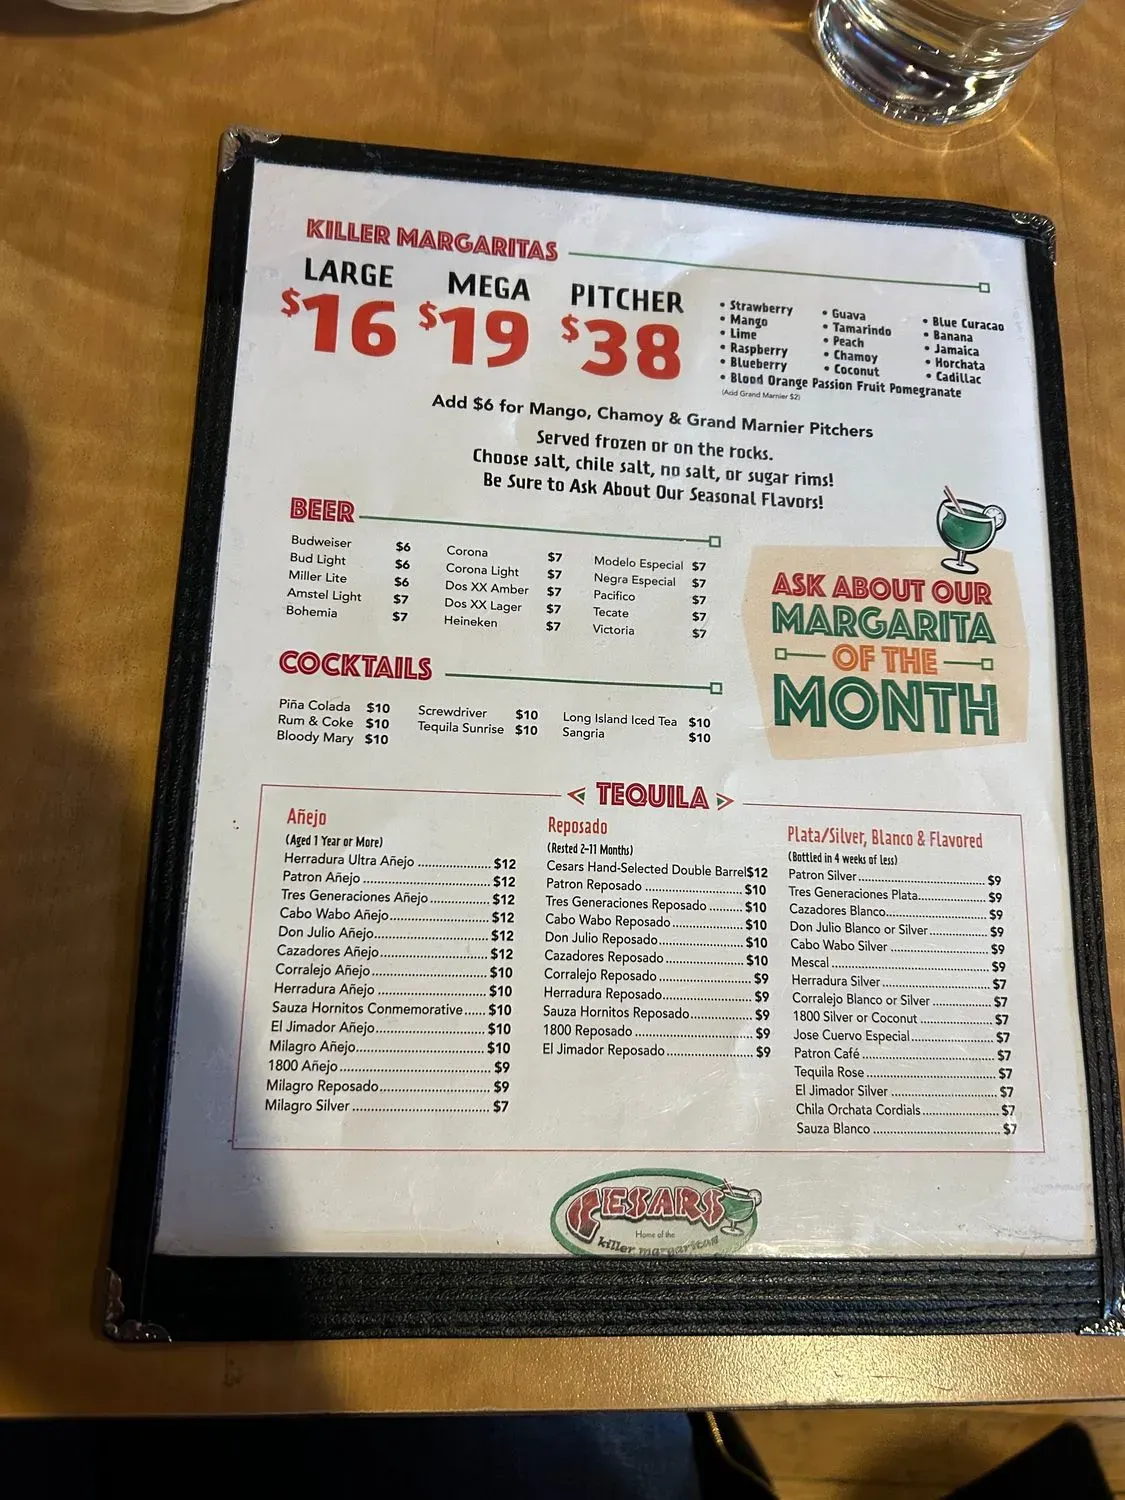 KILLER MARGARITAS
LARGE
$16
MEGA
$19
PITCHER
$38
• Strawberry
• Mango
• Lime
• Raspberry
• Blueberry
• Guava
• Tamarindo
• Peach
• Chamoy
• Coconut
• Blue Curacao
• Banana
• Jamaica
• Horchata
• Cadillac
• Blood Orange Passion Fruit Pomegranate
(Add Grand Marnier $2)
Add $6 for Mango, Chamoy & Grand Marnier Pitchers
Served frozen or on the rocks.
Choose salt, chile salt, no salt, or sugar rims!
Be Sure to Ask About Our Seasonal Flavors!
BEER
Budweiser $6
Bud Light $6
Miller Lite $6
Amstel Light $7
Bohemia $7
Corona $7
Corona Light $7
Dos XX Amber $7
Dos XX Lager $7
Heineken $7
Modelo Especial $7
Negra Especial $7
Pacifico $7
Tecate $7
Victoria $7
ASK ABOUT OUR
MARGARITA
OF THE
MONTH
COCKTAILS
Piña Colada $10
Rum & Coke $10
Bloody Mary $10
Screwdriver $10
Tequila Sunrise $10
Long Island Iced Tea $10
Sangria $10
TEQUILA
Añejo
(Aged 1 Year or More)
Herradura Ultra Añejo $12
Patron Añejo $12
Tres Generaciones Añejo $12
Cabo Wabo Añejo $12
Don Julio Añejo $12
Cazadores Añejo $12
Corralejo Añejo $10
Herradura Añejo $10
Sauza Hornitos Conmemorative $10
El Jimador Añejo $10
Milagro Añejo $10
1800 Añejo $9
Milagro Reposado $9
Milagro Silver $7
Reposado
(Rested 2-11 Months)
Cesars Hand-Selected Double Barrel $12
Patron Reposado $10
Tres Generaciones Reposado $10
Cabo Wabo Reposado $10
Don Julio Reposado $10
Cazadores Reposado $10
Corralejo Reposado $9
Herradura Reposado $9
Sauza Hornitos Reposado $9
1800 Reposado $9
El Jimador Reposado $9
Plata/Silver, Blanco & Flavored
(Bottled in 4 weeks of Less)
Patron Silver $9
Tres Generaciones Plata $9
Cazadores Blanco $9
Don Julio Blanco or Silver $9
Cabo Wabo Silver $9
Mescal $9
Herradura Silver $7
Corralejo Blanco or Silver $7
1800 Silver or Coconut $7
Jose Cuervo Especial $7
Patron Café $7
Tequila Rose $7
El Jimador Silver $7
Chila Orchata Cordials $7
Sauza Blanco $7
CESARS
Home of the
killer margaritas